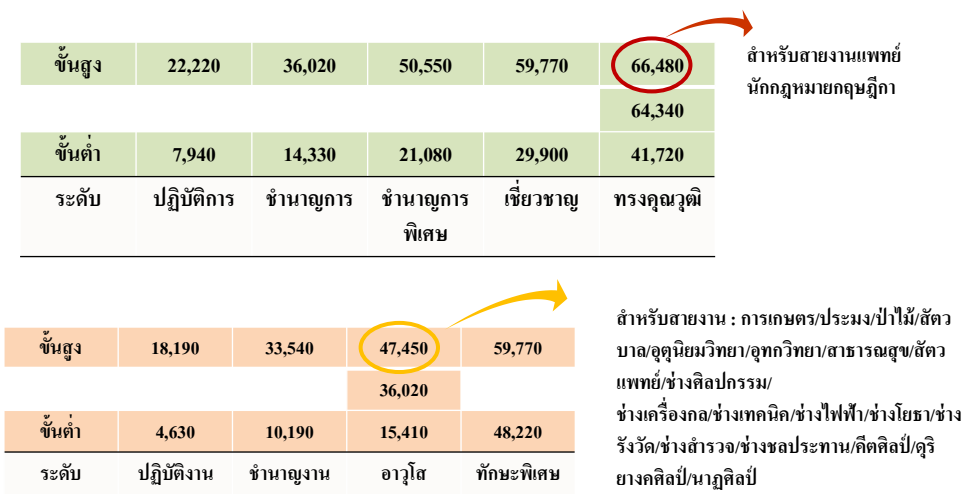 ขั้นสูง 22,220 36,020 50,550 59,770 66,480
64,340
ขั้นต่ำ 7,940 14,330 21,080 29,900 41,720
ระดับ ปฏิบัติการ ชำนาญการ ชำนาญการ เชี่ยวชาญ ทรงคุณวุฒิ
พิเศษ
สำหรับสายงานแพทย์
นักกฎหมายกฤษฎีกา
ขั้นสูง 18,190 33,540 47,450 59,770
36,020
ขั้นต่ำ 4,630 10,190 15,410 48,220
ระดับ ปฏิบัติงาน ชำนาญงาน อาวุโส ทักษะพิเศษ
สำหรับสายงาน : การเกษตร/ประมง/ป่าไม้/สัตว
บาล/อุตุนิยมวิทยา/อุทกวิทยา/สาธารณสุข/สัตว
แพทย์/ช่างศิลปกรรม/
ช่างเครื่องกล/ช่างเทคนิค/ช่างไฟฟ้า/ช่างโยธา/ช่าง
รังวัด/ช่างสำรวจ/ช่างชลประทาน/คีตศิลป์/ดุริ
ยางคศิลป์/นาฏศิลป์